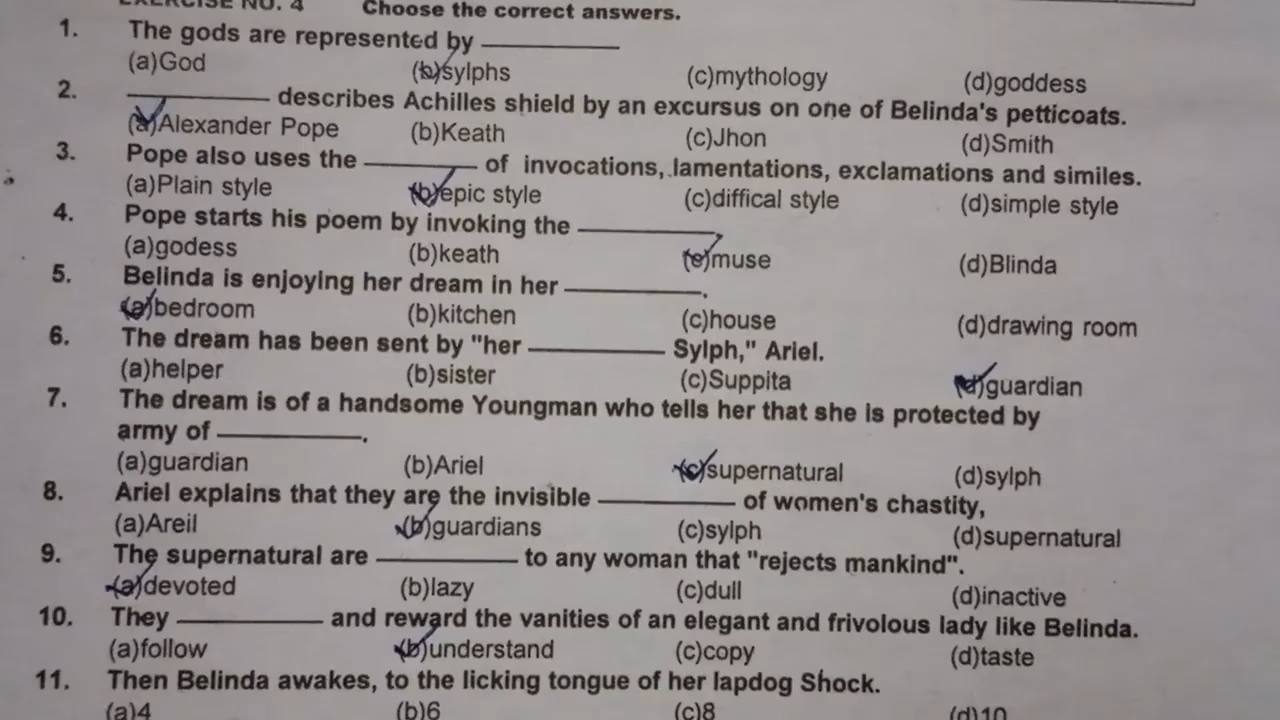 EXERCISE NO. 4 Choose the correct answers.
1. The gods are represented by ____________
(a)God (b)sylphs (c)mythology (d)goddess
2. ____________ describes Achilles shield by an excursus on one of Belinda's petticoats.
(a)Alexander Pope (b)Keath (c)Jhon (d)Smith
3. Pope also uses the __________ of invocations, lamentations, exclamations and similes.
(a)Plain style (b)epic style (c)diffical style (d)simple style
4. Pope starts his poem by invoking the ____________.
(a)godess (b)keath (c)muse (d)Blinda
5. Belinda is enjoying her dream in her ____________.
(a)bedroom (b)kitchen (c)house (d)drawing room
6. The dream has been sent by "her ____________ Sylph," Ariel.
(a)helper (b)sister (c)Suppita (d)guardian
7. The dream is of a handsome Youngman who tells her that she is protected by
army of ____________.
(a)guardian (b)Ariel (c)supernatural (d)sylph
8. Ariel explains that they are the invisible ____________ of women's chastity,
(a)Areil (b)guardians (c)sylph (d)supernatural
9. The supernatural are ____________ to any woman that "rejects mankind".
(a)devoted (b)lazy (c)dull (d)inactive
10. They ____________ and reward the vanities of an elegant and frivolous lady like Belinda.
(a)follow (b)understand (c)copy (d)taste
11. Then Belinda awakes, to the licking tongue of her lapdog Shock.
(a)4 (b)6 (c)8 (d)10